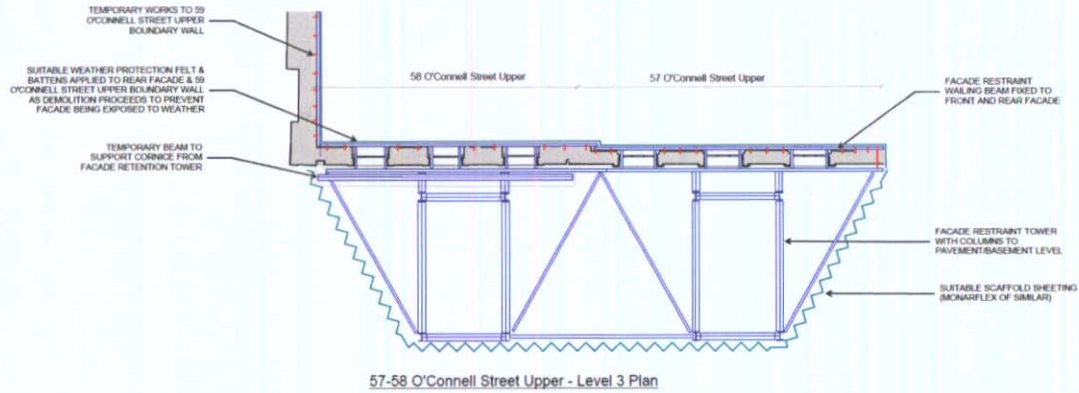 TEMPORARY WORKS TO 59
O'CONNELL STREET UPPER
BOUNDARY WALL
SUITABLE WEATHER PROTECTION FELT &
BATTENS APPLIED TO REAR FACADE & 59
O'CONNELL STREET UPPER BOUNDARY WALL
AS DEMOLITION PROCEEDS TO PREVENT
FACADE BEING EXPOSED TO WEATHER
TEMPORARY BEAM TO
SUPPORT CORNICE FROM
FACADE RETENTION TOWER
58 O'Connell Street Upper
57 O'Connell Street Upper
FACADE RESTRAINT
WAILING BEAM FIXED TO
FRONT AND REAR FACADE
FACADE RESTRAINT TOWER
WITH COLUMNS TO
PAVEMENT/BASEMENT LEVEL
SUITABLE SCAFFOLD SHEETING
(MONARFLEX OF SIMILAR)
57-58 O'Connell Street Upper - Level 3 Plan